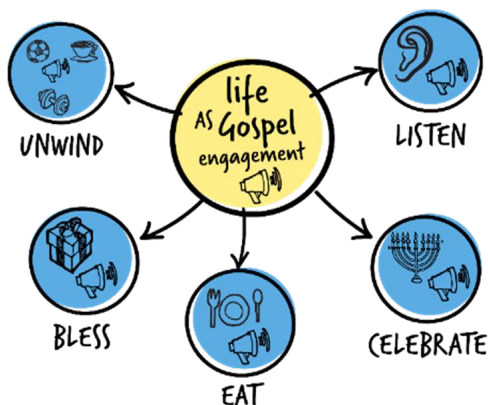 life
AS Gospel
engagement
UNWIND
LISTEN
BLESS
EAT
CELEBRATE